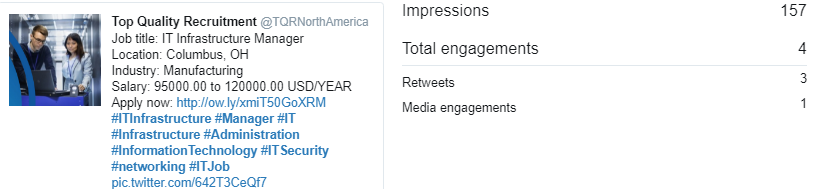 Top Quality Recruitment @TQRNorthAmerica
Job title: IT Infrastructure Manager
Location: Columbus, OH
Industry: Manufacturing
Salary: 95000.00 to 120000.00 USD/YEAR
Apply now: http://ow.ly/xmiT50GoXRM
#ITInfrastructure #Manager #IT
#Infrastructure #Administration
#InformationTechnology #ITSecurity
#networking #ITJob
pic.twitter.com/642T3CeQf7
Impressions 157
Total engagements 4
Retweets 3
Media engagements 1